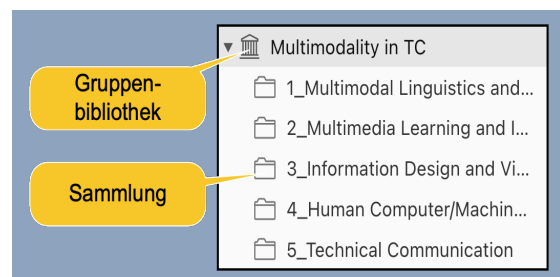 Multimodality in TC
Gruppen-
bibliothek
1_Multimodal Linguistics and...
2_Multimedia Learning and I...
3_Information Design and Vi...
Sammlung
4_Human Computer/Machin...
5_Technical Communication